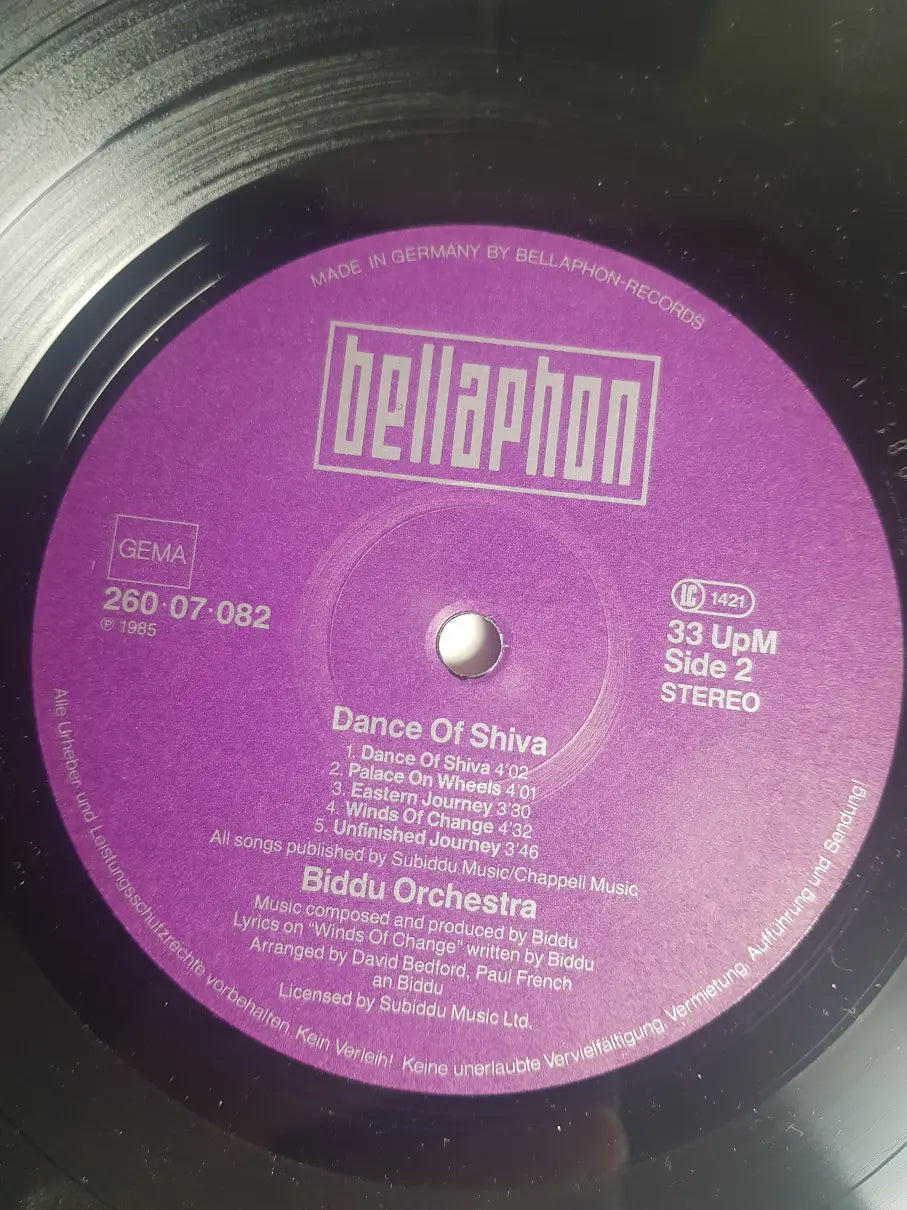 MADE IN GERMANY BY BELLAPHON-RECORDS
bellaphon
GEMA
260·07·082
℗ 1985
LC 1421
33 UpM
Side 2
STEREO
Dance Of Shiva
1. Dance Of Shiva 4'02
2. Palace On Wheels 4'01
3. Eastern Journey 3'30
4. Winds Of Change 4'32
5. Unfinished Journey 3'46
All songs published by Subiddu Music/Chappell Music
Biddu Orchestra
Music composed and produced by Biddu
Lyrics on "Winds Of Change" written by Biddu
Arranged by David Bedford, Paul French
an Biddu
Licensed by Subiddu Music Ltd.
Alle Urheber- und Leistungsschutzrechte vorbehalten. Kein Verleih! Keine unerlaubte Vervielfältigung, Vermietung, Aufführung und Sendung!